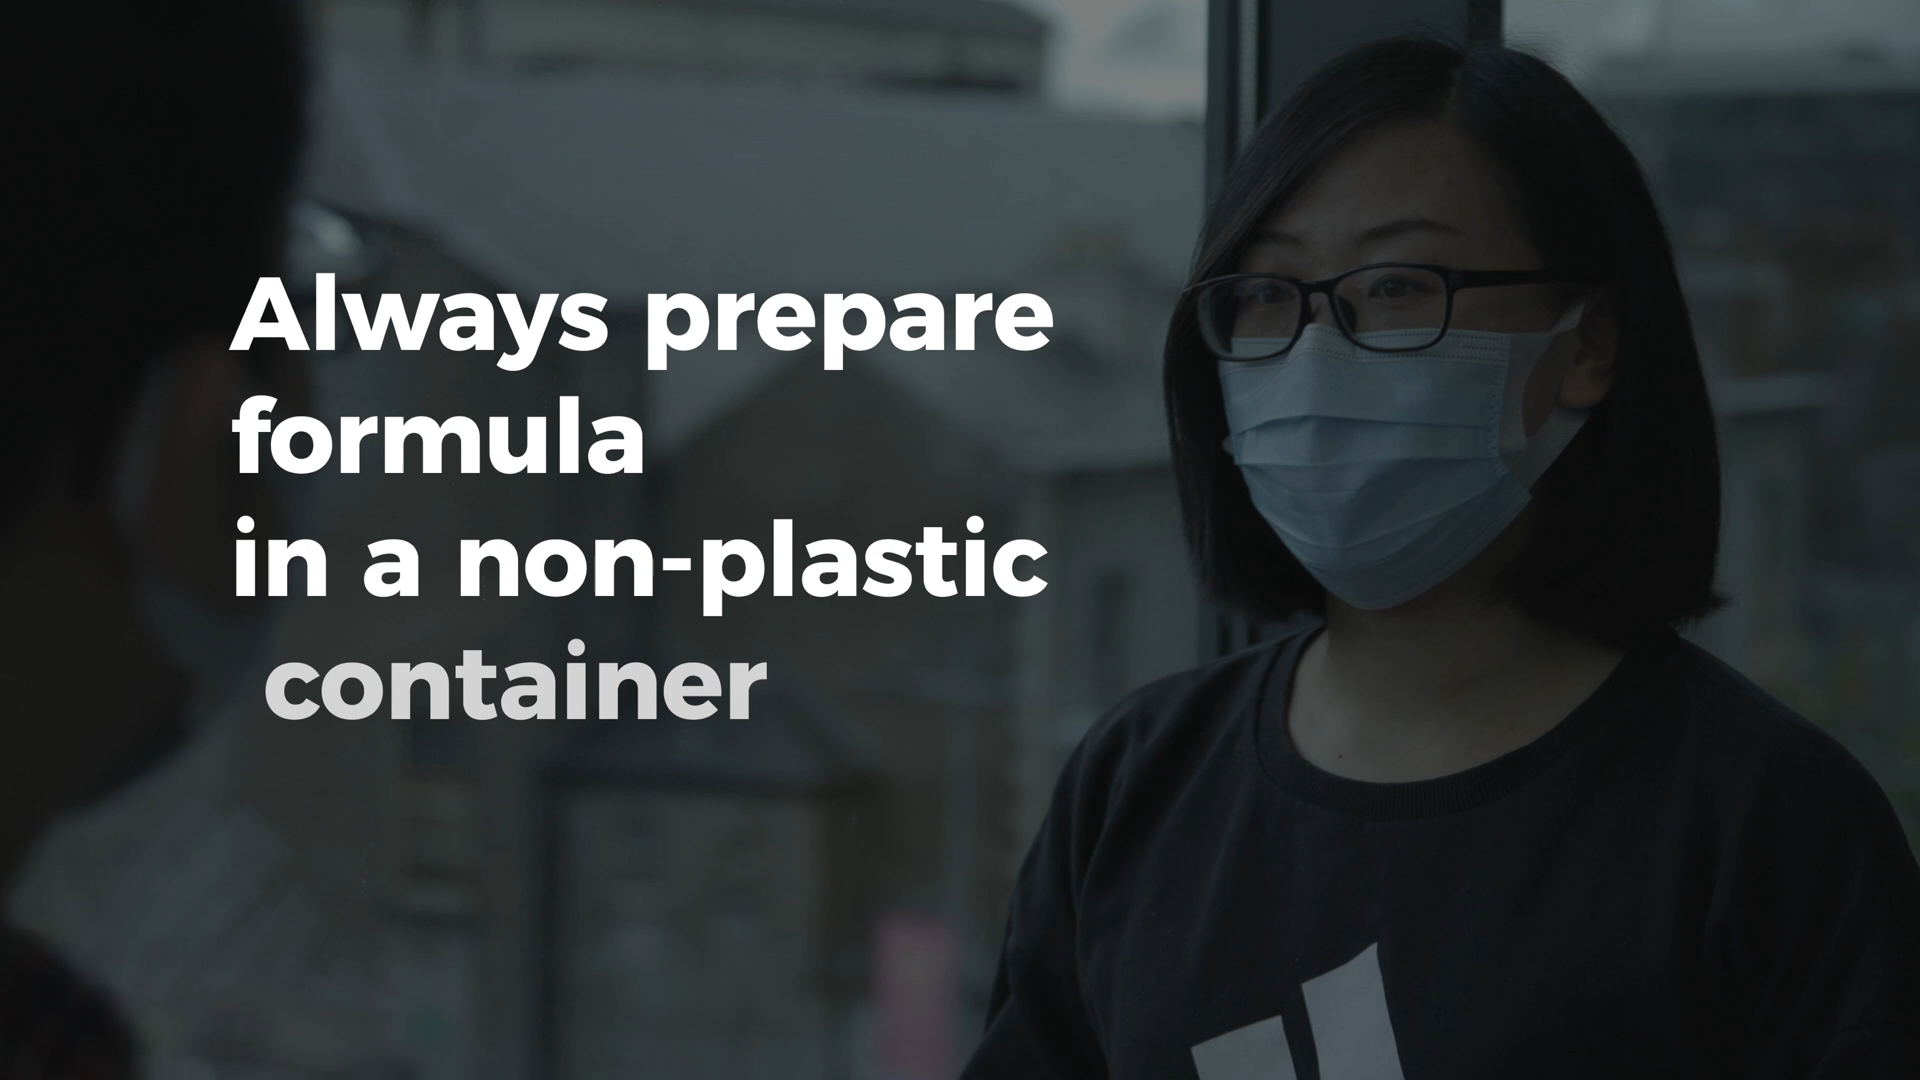 Always prepare
formula
in a non-plastic
container